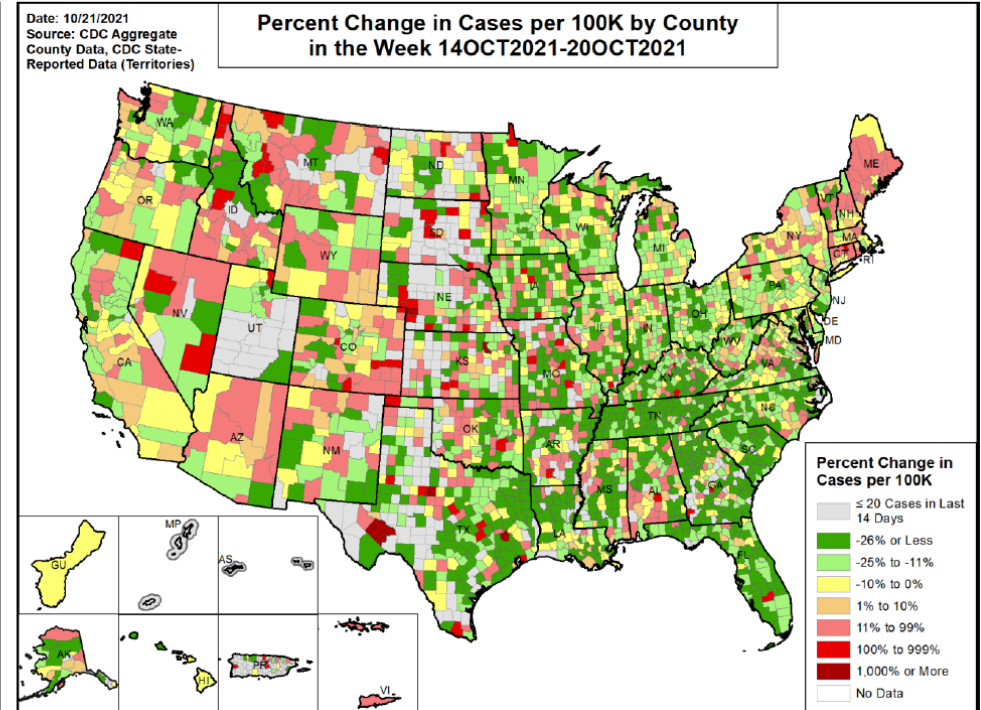 Date: 10/21/2021
Source: CDC Aggregate
County Data, CDC State-
Reported Data (Territories)
Percent Change in Cases per 100K by County
in the Week 14OCT2021-20OCT2021
WA
MT
ND
MN
ME
OR
ID
SD
WI
MI
VT
NH
NY
MA
CT
RI
WY
IA
PA
NJ
NE
NV
UT
IL
IN
OH
DE
MD
CO
WV
CA
KS
MO
KY
VA
TN
NC
AZ
NM
OK
AR
SC
MS
AL
GA
TX
LA
FL
GU
MP
AS
AK
HI
PR
VI
Percent Change in
Cases per 100K
≤ 20 Cases in Last
14 Days
-26% or Less
-25% to -11%
-10% to 0%
1% to 10%
11% to 99%
100% to 999%
1,000% or More
No Data